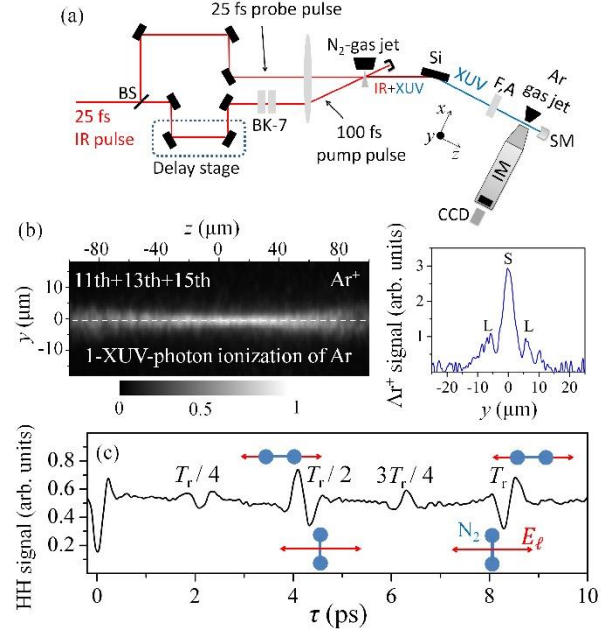 (a)
25 fs probe pulse
N₂-gas jet
Si
XUV
F,A
Ar
gas jet
BS
IR+XUV
25 fs
IR pulse
BK-7
100 fs
pump pulse
Delay stage
x
y
z
SM
IM
CCD
(b)
z (μm)
-80 -40 0 40 80
11th+13th+15th
Ar⁺
y (μm)
10
0
-10
1-XUV-photon ionization of Ar
0 0.5 1
Ar⁺ signal (arb. units)
3
2
1
S
L L
-20 -10 0 10 20
y (μm)
(c)
HH signal (arb. units)
0.8
0.6
0.4
0.2
Tᵣ / 4 Tᵣ / 2 3Tᵣ / 4 Tᵣ
N₂ Eℓ
0 2 4 6 8 10
τ (ps)